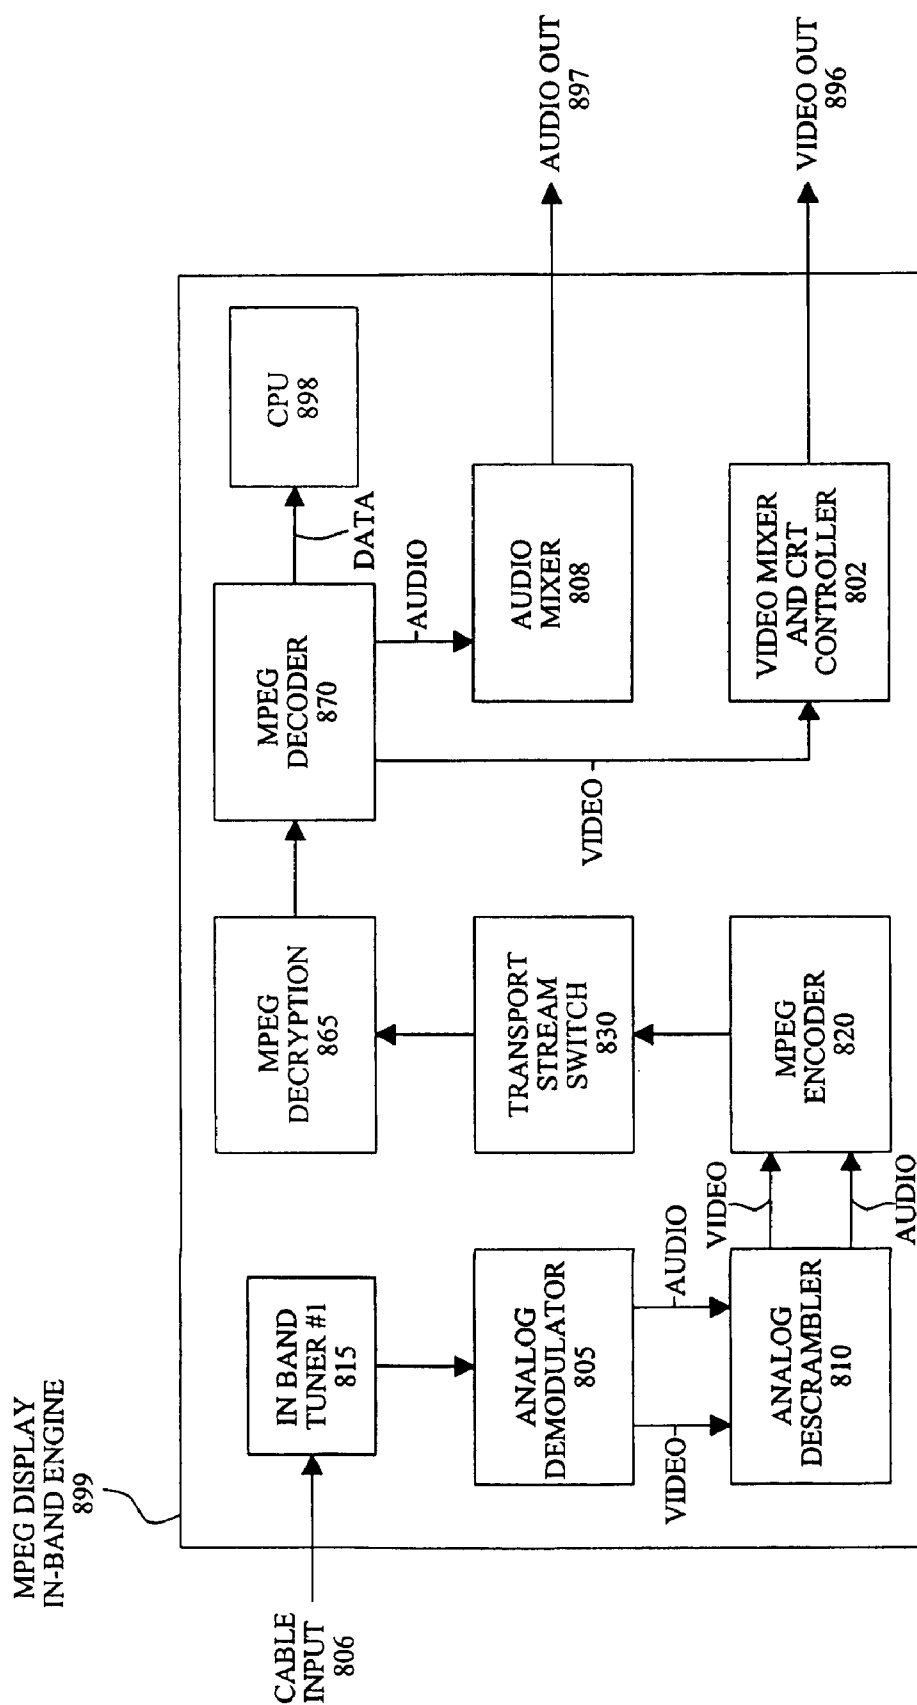 MPEG DISPLAY
IN-BAND ENGINE
899
CABLE
INPUT
806
IN BAND
TUNER #1
815
ANALOG
DEMODULATOR
805
VIDEO
AUDIO
ANALOG
DESCRAMBLER
810
VIDEO
AUDIO
MPEG
ENCODER
820
TRANSPORT
STREAM
SWITCH
830
MPEG
DECRYPTION
865
MPEG
DECODER
870
DATA
CPU
898
AUDIO
VIDEO
AUDIO
MIXER
808
VIDEO MIXER
AND CRT
CONTROLLER
802
AUDIO OUT
897
VIDEO OUT
896